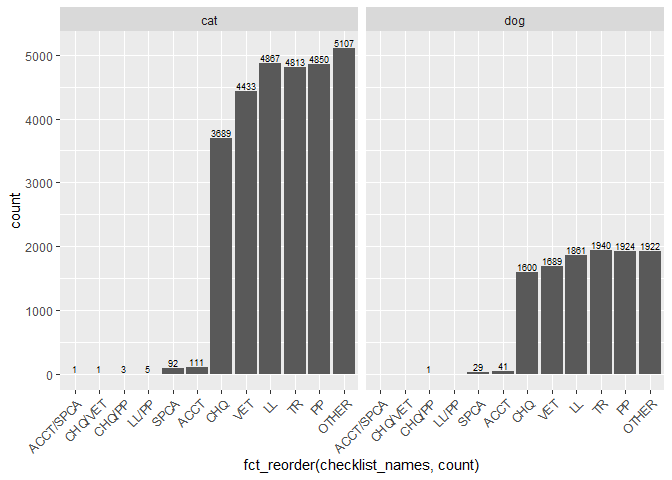 cat dog
5000
4000
3000
2000
1000
0
count
1 1 3 5 92 111 3689 4433 4867 4813 4850 5107
1 29 41 1600 1689 1861 1940 1924 1922
ACCT/SPCA CHQ/VET CHQ/PP LL/PP SPCA ACCT CHQ VET LL TR PP OTHER
ACCT/SPCA CHQ/VET CHQ/PP LL/PP SPCA ACCT CHQ VET LL TR PP OTHER
fct_reorder(checklist_names, count)